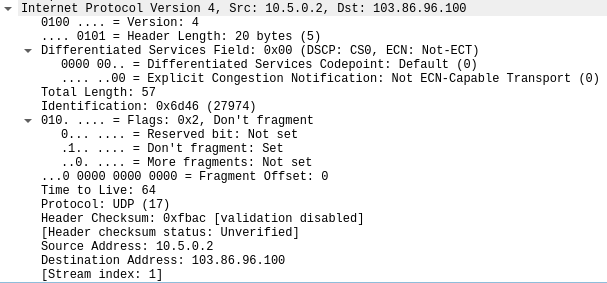 Internet Protocol Version 4, Src: 10.5.0.2, Dst: 103.86.96.100
0100 .... = Version: 4
.... 0101 = Header Length: 20 bytes (5)
Differentiated Services Field: 0x00 (DSCP: CS0, ECN: Not-ECT)
0000 00.. = Differentiated Services Codepoint: Default (0)
.... ..00 = Explicit Congestion Notification: Not ECN-Capable Transport (0)
Total Length: 57
Identification: 0x6d46 (27974)
010. .... = Flags: 0x2, Don't fragment
0... .... = Reserved bit: Not set
.1.. .... = Don't fragment: Set
..0. .... = More fragments: Not set
...0 0000 0000 0000 = Fragment Offset: 0
Time to Live: 64
Protocol: UDP (17)
Header Checksum: 0xfbac [validation disabled]
[Header checksum status: Unverified]
Source Address: 10.5.0.2
Destination Address: 103.86.96.100
[Stream index: 1]